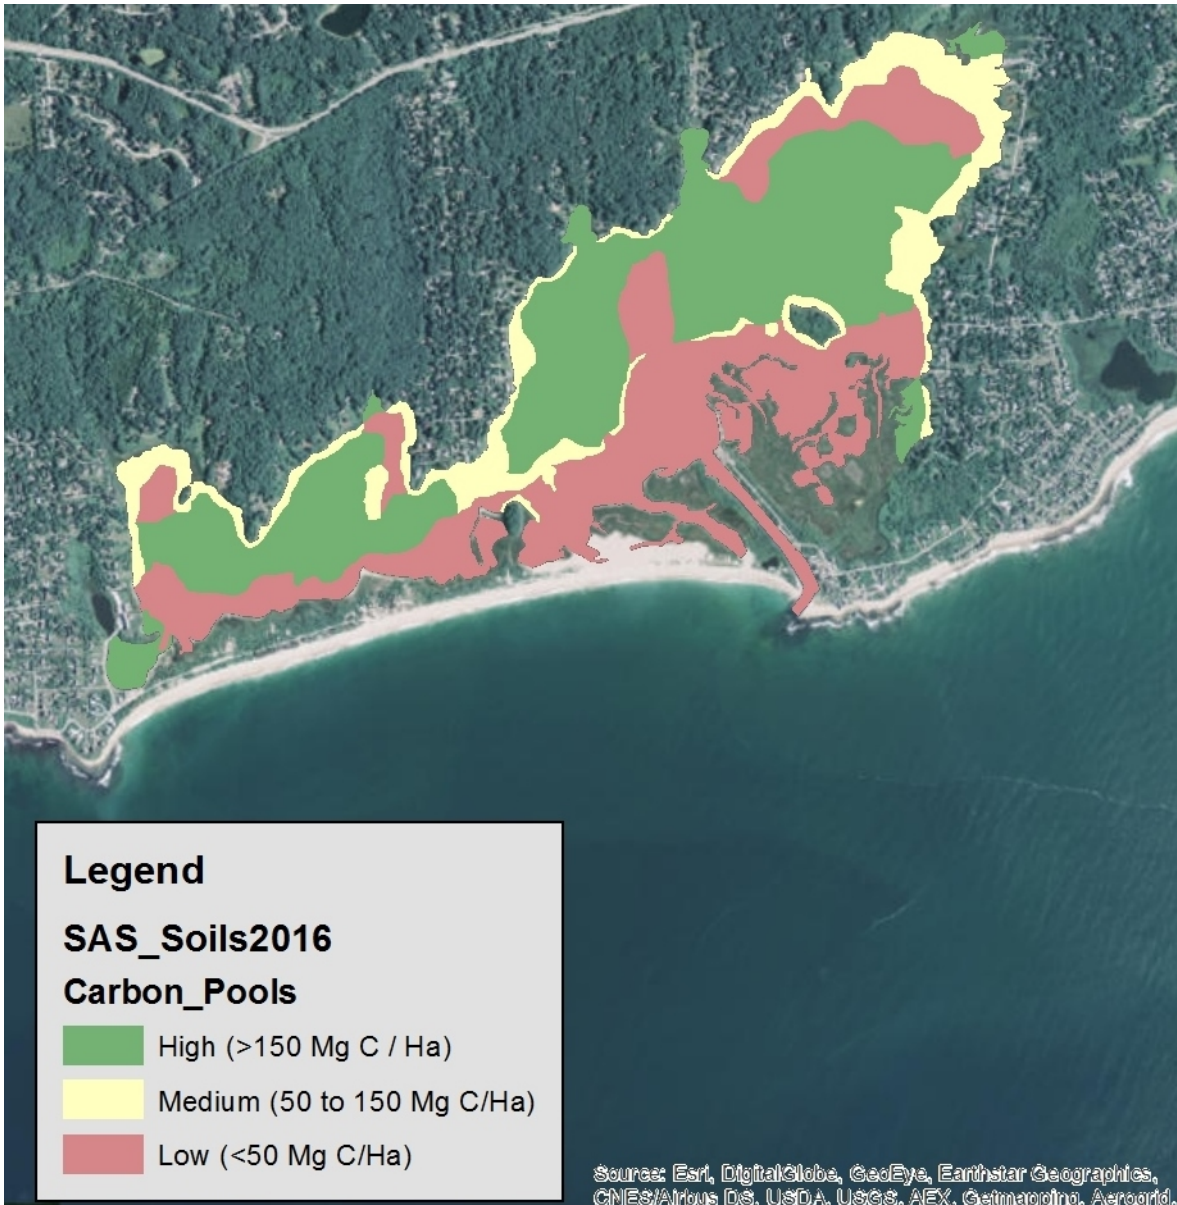 Legend
SAS_Soils2016
Carbon_Pools
High (>150 Mg C / Ha)
Medium (50 to 150 Mg C/Ha)
Low (<50 Mg C/Ha)
Source: Esri, DigitalGlobe, GeoEye, Earthstar Geographics,
CNES/Airbus DS, USDA, USGS, AEX, Getmapping, Aerogrid,